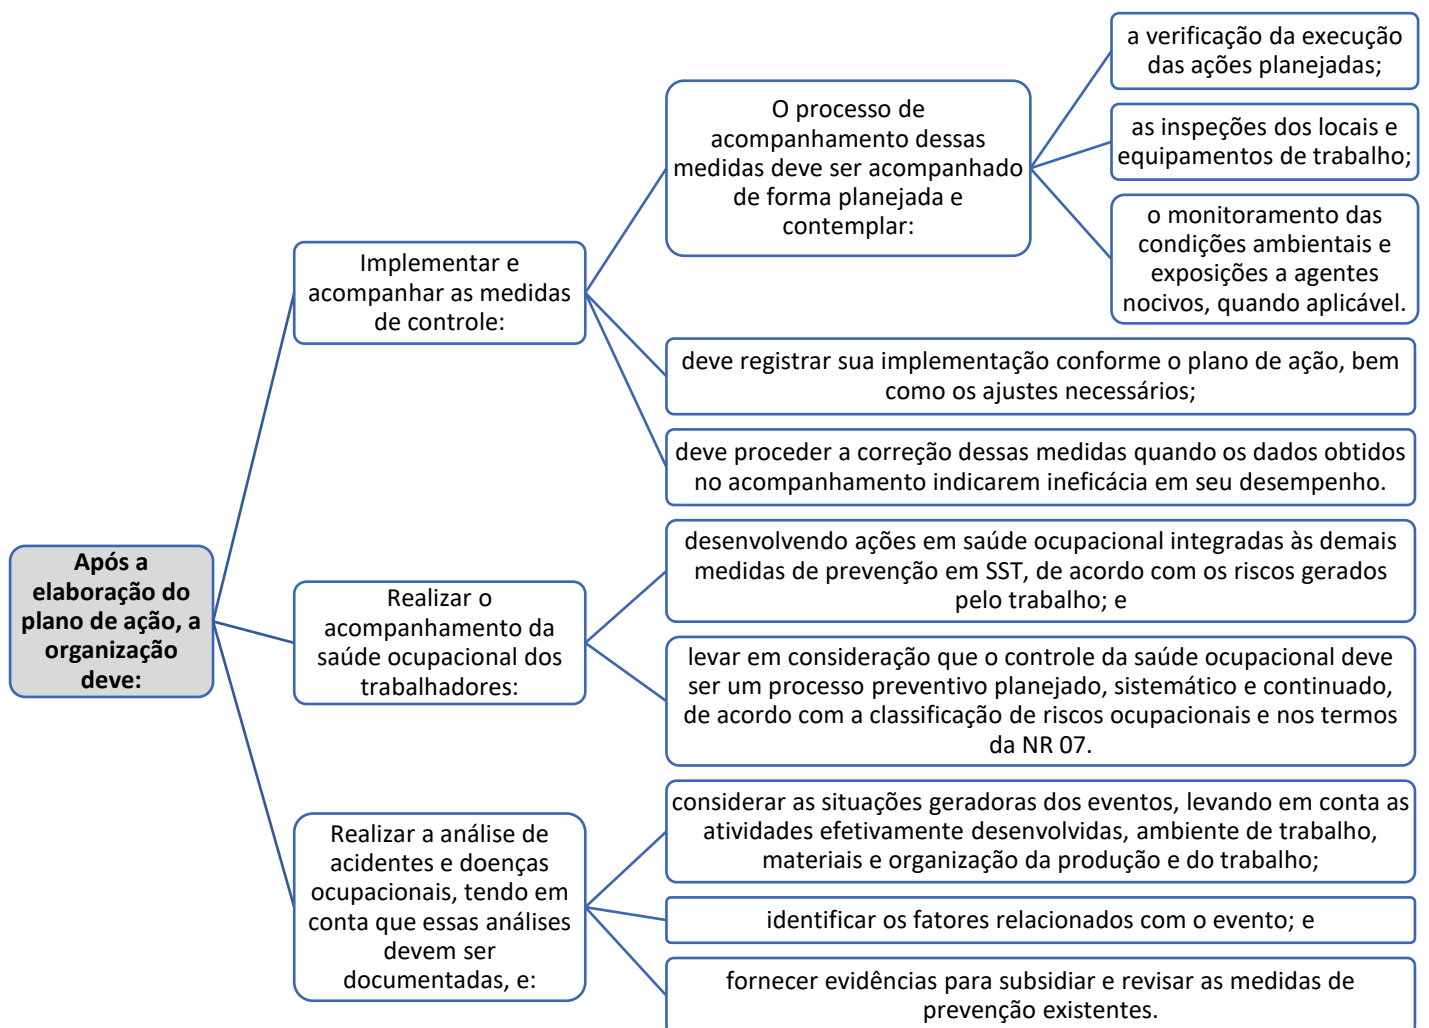 Após a
elaboração do
plano de ação, a
organização
deve:
Implementar e
acompanhar as medidas
de controle:
O processo de
acompanhamento dessas
medidas deve ser acompanhado
de forma planejada e
contemplar:
a verificação da execução
das ações planejadas;
as inspeções dos locais e
equipamentos de trabalho;
o monitoramento das
condições ambientais e
exposições a agentes
nocivos, quando aplicável.
deve registrar sua implementação conforme o plano de ação, bem
como os ajustes necessários;
deve proceder a correção dessas medidas quando os dados obtidos
no acompanhamento indicarem ineficácia em seu desempenho.
Realizar o
acompanhamento da
saúde ocupacional dos
trabalhadores:
desenvolvendo ações em saúde ocupacional integradas às demais
medidas de prevenção em SST, de acordo com os riscos gerados
pelo trabalho; e
levar em consideração que o controle da saúde ocupacional deve
ser um processo preventivo planejado, sistemático e continuado,
de acordo com a classificação de riscos ocupacionais e nos termos
da NR 07.
Realizar a análise de
acidentes e doenças
ocupacionais, tendo em
conta que essas análises
devem ser
documentadas, e:
considerar as situações geradoras dos eventos, levando em conta as
atividades efetivamente desenvolvidas, ambiente de trabalho,
materiais e organização da produção e do trabalho;
identificar os fatores relacionados com o evento; e
fornecer evidências para subsidiar e revisar as medidas de
prevenção existentes.